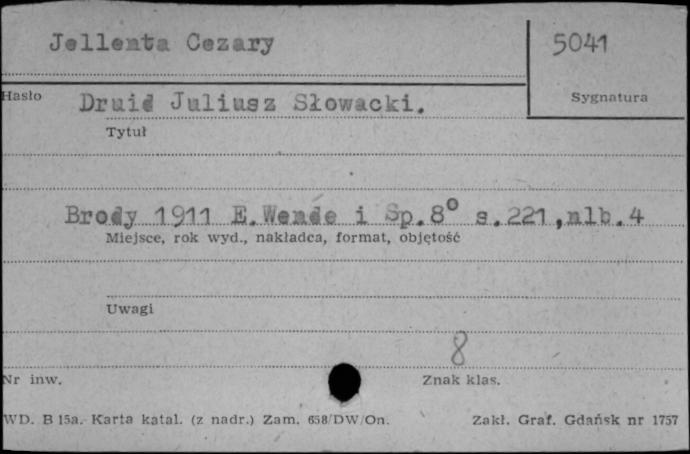 Jellenta Cezary
5041
Hasło
Druid Juliusz Słowacki.
Sygnatura
Tytuł
Brody 1911 E.Wende i Sp.8° s.221,nlb.4
Miejsce, rok wyd., nakładca, format, objętość
Uwagi
8
Nr inw.
Znak klas.
WD. B 15a. Karta katal. (z nadr.) Zam. 658/DW/On.
Zakł. Graf. Gdańsk nr 1757